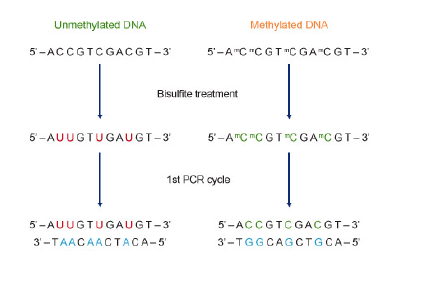 Unmethylated DNA Methylated DNA
5'–ACCGTCGACGT–3' 5'–AᵐCᵐCGTᵐCGAᵐCGT–3'
Bisulfite treatment
5'–AUUGTUGAUGT–3' 5'–AᵐCᵐCGTᵐCGAᵐCGT–3'
1st PCR cycle
5'–AUUGTUGAUGT–3' 5'–ACCGTCGACGT–3'
3'–TAACAACTACA–5' 3'–TGGCAGCTGCA–5'